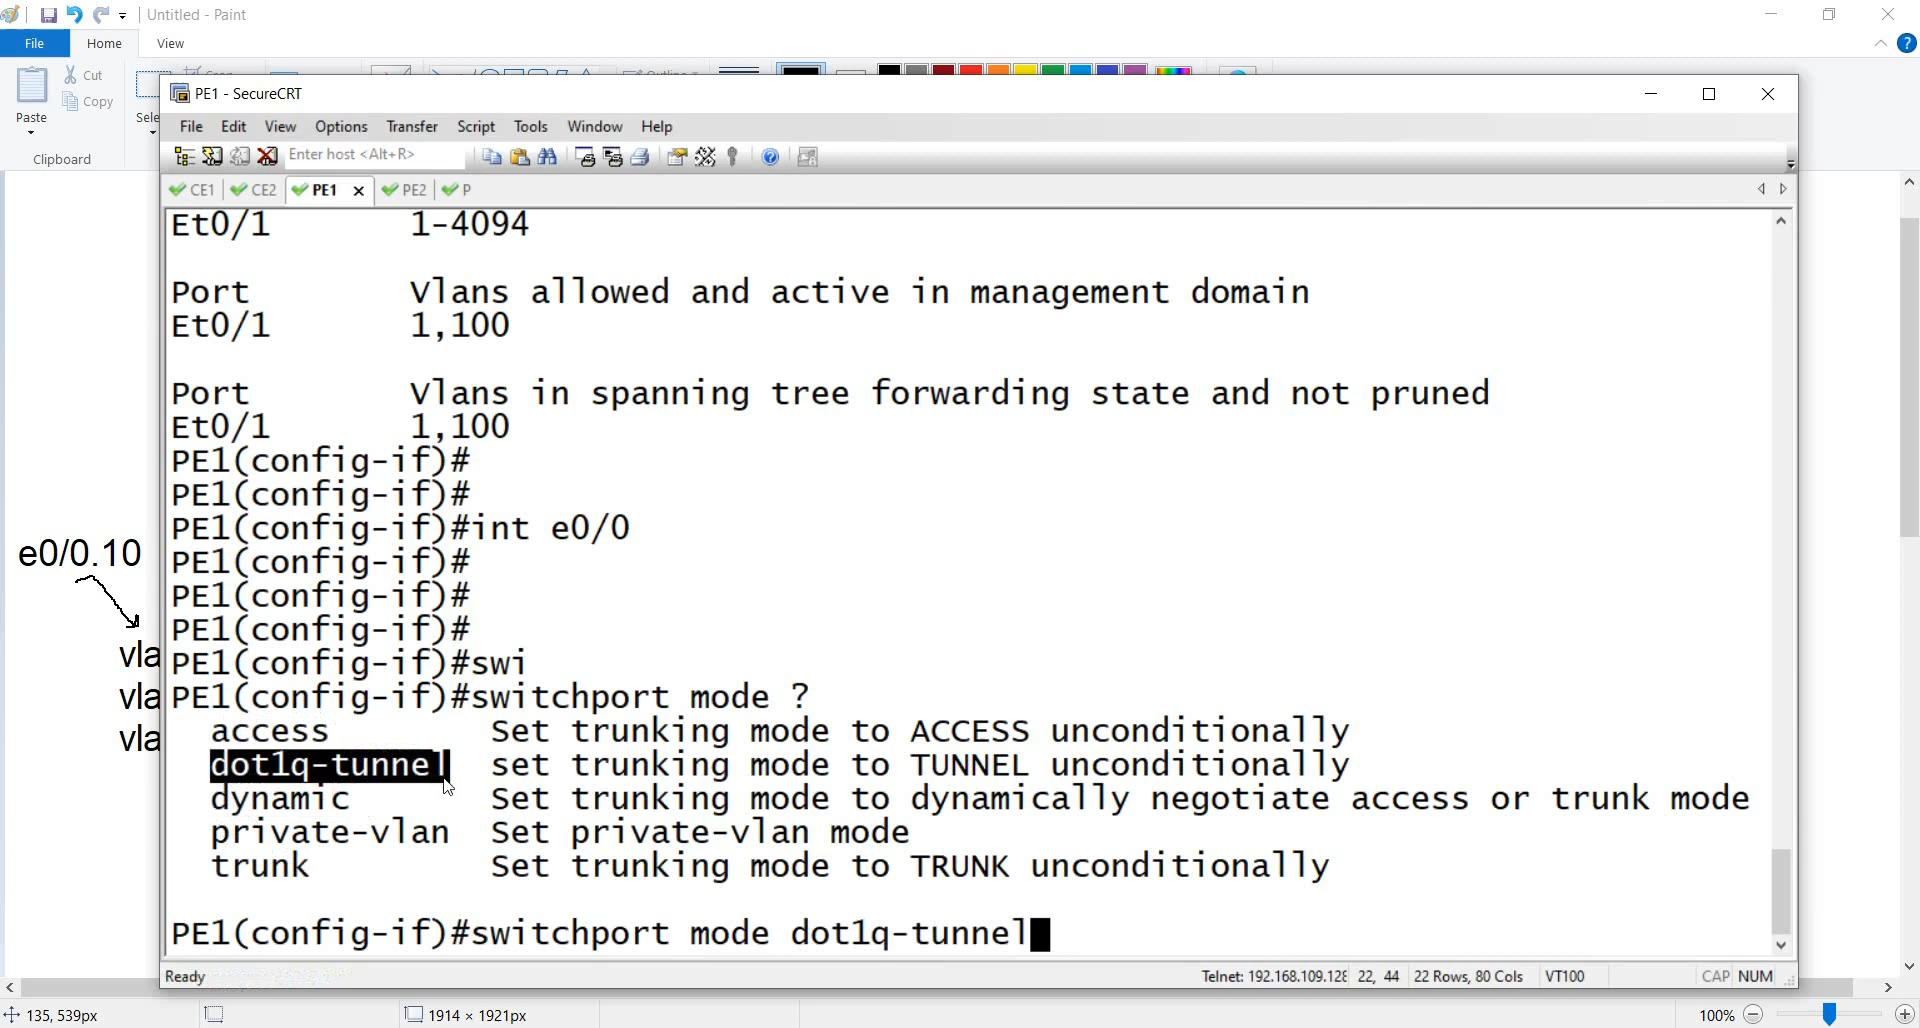 Untitled - Paint
File Home View
Cut
Copy
Paste
Sele
Clipboard
PE1 - SecureCRT
File Edit View Options Transfer Script Tools Window Help
Enter host <Alt+R>
CE1 CE2 PE1 PE2 P
Et0/1 1-4094
Port Vlans allowed and active in management domain
Et0/1 1,100
Port Vlans in spanning tree forwarding state and not pruned
Et0/1 1,100
PE1(config-if)#
PE1(config-if)#
PE1(config-if)#int e0/0
PE1(config-if)#
PE1(config-if)#
PE1(config-if)#
PE1(config-if)#swi
PE1(config-if)#switchport mode ?
access Set trunking mode to ACCESS unconditionally
dot1q-tunnel set trunking mode to TUNNEL unconditionally
dynamic Set trunking mode to dynamically negotiate access or trunk mode
private-vlan Set private-vlan mode
trunk Set trunking mode to TRUNK unconditionally
PE1(config-if)#switchport mode dot1q-tunnel
e0/0.10
vla
vla
vla
Ready Telnet: 192.168.109.128 22, 44 22 Rows, 80 Cols VT100 CAP NUM
135, 539px 1914 × 1921px 100%